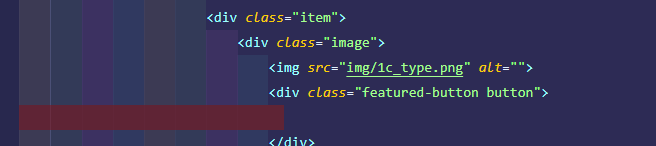 <div class="item">
<div class="image">
<img src="img/1c_type.png" alt="">
<div class="featured-button button">
</div>